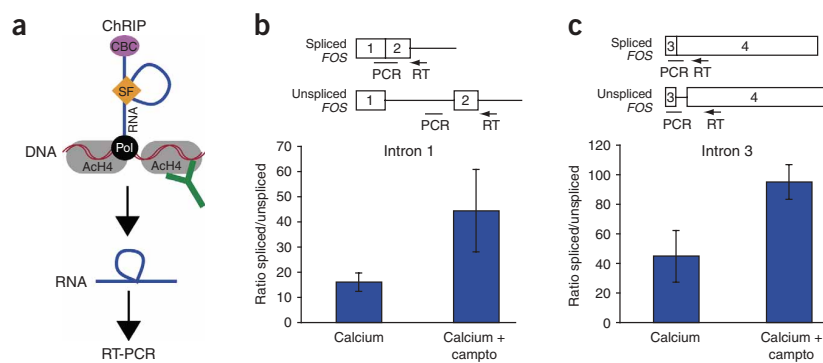 a
ChRIP
CBC
SF
RNA
Pol
DNA
AcH4
AcH4
RNA
RT-PCR
b
Spliced
FOS
1
2
PCR
RT
Unspliced
FOS
1
2
PCR
RT
Intron 1
Ratio spliced/unspliced
70
60
50
40
30
20
10
0
Calcium
Calcium +
campto
c
Spliced
FOS
3
4
PCR
RT
Unspliced
FOS
3
4
PCR
RT
Intron 3
Ratio spliced/unspliced
120
100
80
60
40
20
0
Calcium
Calcium +
campto